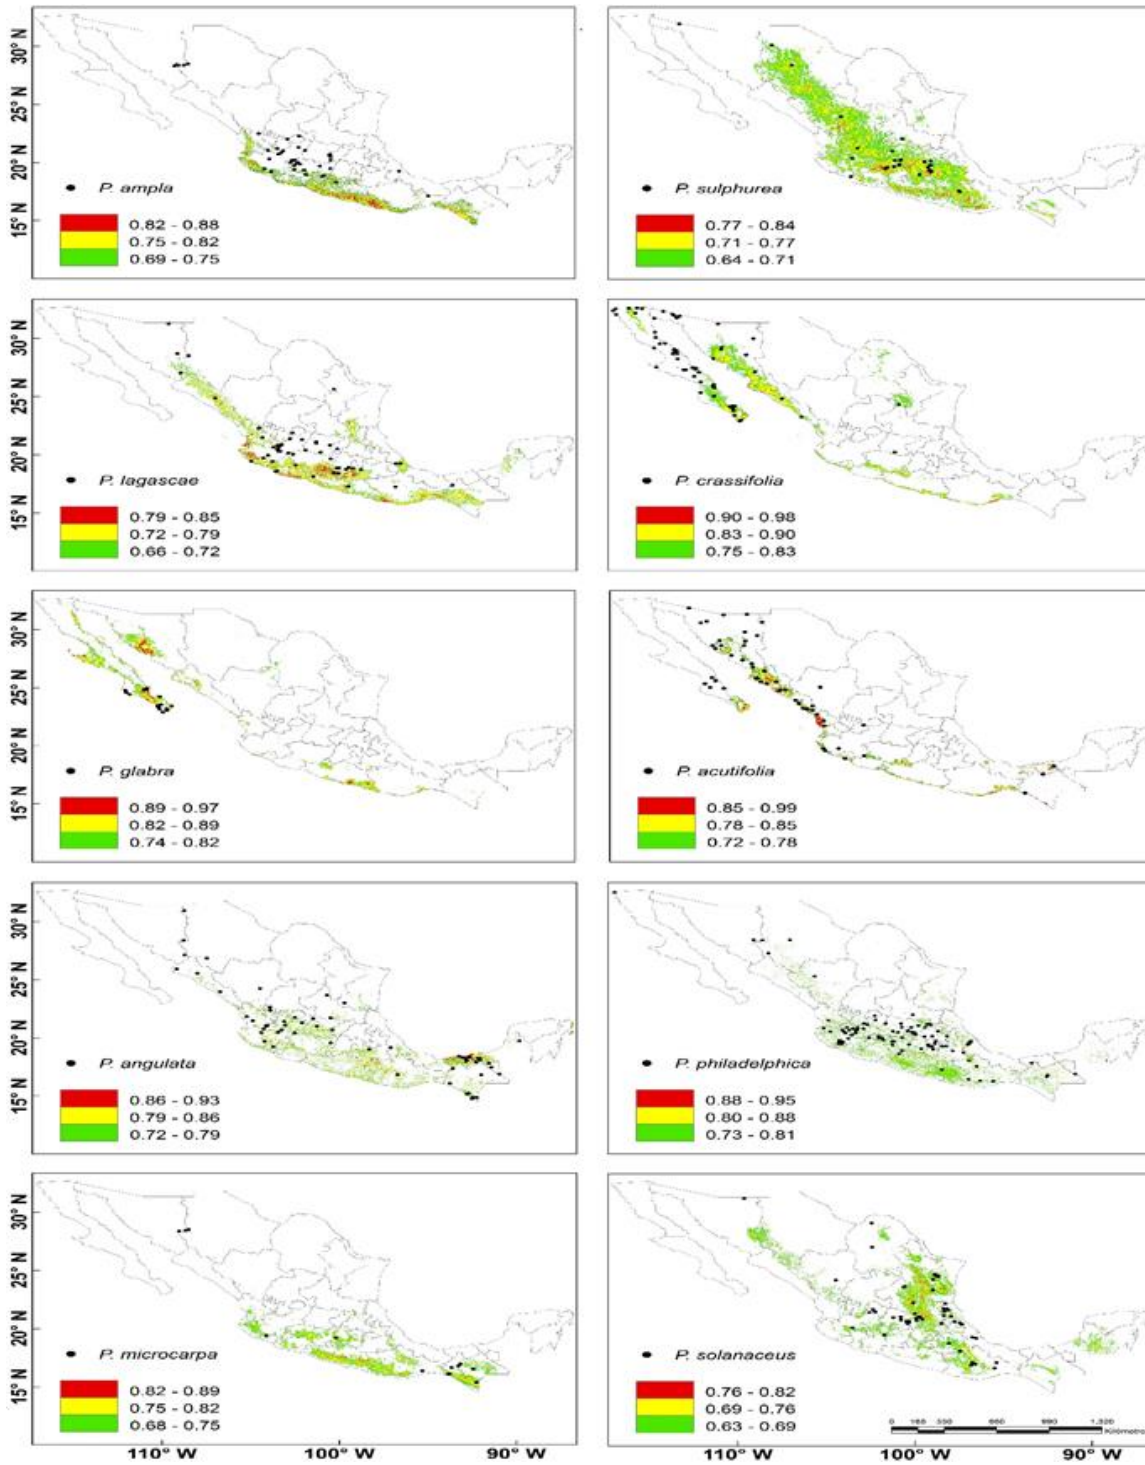 30° N
25° N
20° N
15° N
P. ampla
0.82 - 0.88
0.75 - 0.82
0.69 - 0.75
P. sulphurea
0.77 - 0.84
0.71 - 0.77
0.64 - 0.71
30° N
25° N
20° N
15° N
P. lagascae
0.79 - 0.85
0.72 - 0.79
0.66 - 0.72
P. crassifolia
0.90 - 0.98
0.83 - 0.90
0.75 - 0.83
30° N
25° N
20° N
15° N
P. glabra
0.89 - 0.97
0.82 - 0.89
0.74 - 0.82
P. acutifolia
0.85 - 0.99
0.78 - 0.85
0.72 - 0.78
30° N
25° N
20° N
15° N
P. angulata
0.86 - 0.93
0.79 - 0.86
0.72 - 0.79
P. philadelphica
0.88 - 0.95
0.80 - 0.88
0.73 - 0.81
30° N
25° N
20° N
15° N
P. microcarpa
0.82 - 0.89
0.75 - 0.82
0.68 - 0.75
P. solanaceus
0.76 - 0.82
0.69 - 0.76
0.63 - 0.69
110° W 100° W 90° W
110° W 100° W 90° W